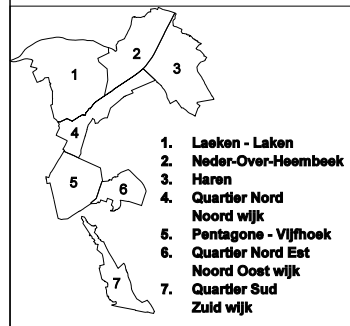 1
2
3
4
5
6
7
1. Laeken - Laken
2. Neder-Over-Heembeek
3. Haren
4. Quartier Nord
Noord wijk
5. Pentagone - Vijfhoek
6. Quartier Nord Est
Noord Oost wijk
7. Quartier Sud
Zuid wijk